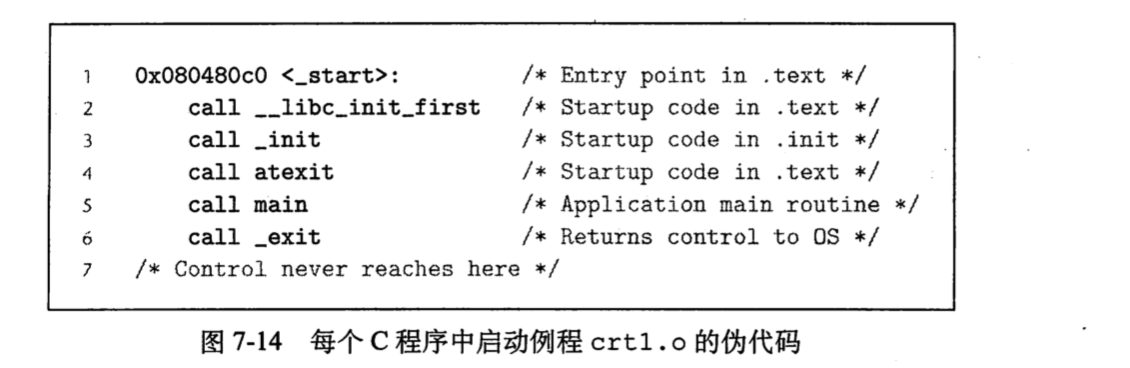 1 0x080480c0 <_start>: /* Entry point in .text */
2 call __libc_init_first /* Startup code in .text */
3 call _init /* Startup code in .init */
4 call atexit /* Startup code in .text */
5 call main /* Application main routine */
6 call _exit /* Returns control to OS */
7 /* Control never reaches here */
图 7-14 每个 C 程序中启动例程 crt1.o 的伪代码